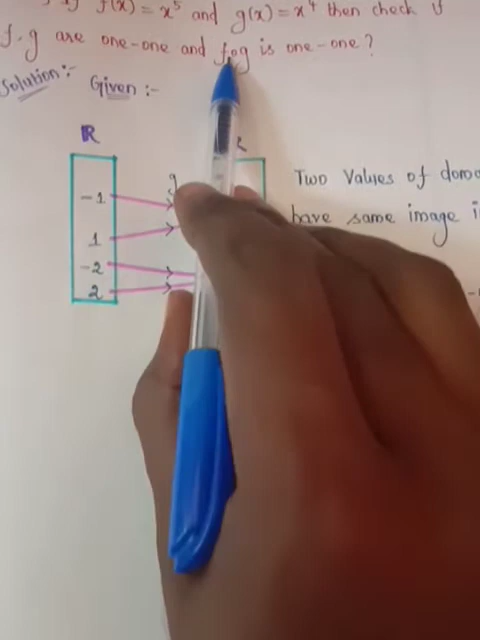 f(x) = x⁵ and g(x) = x⁴ then check if
f, g are one-one and fog is one-one?
Solution:-
Given :-
R
g
-1
1
-2
2
Two Values of
have same image